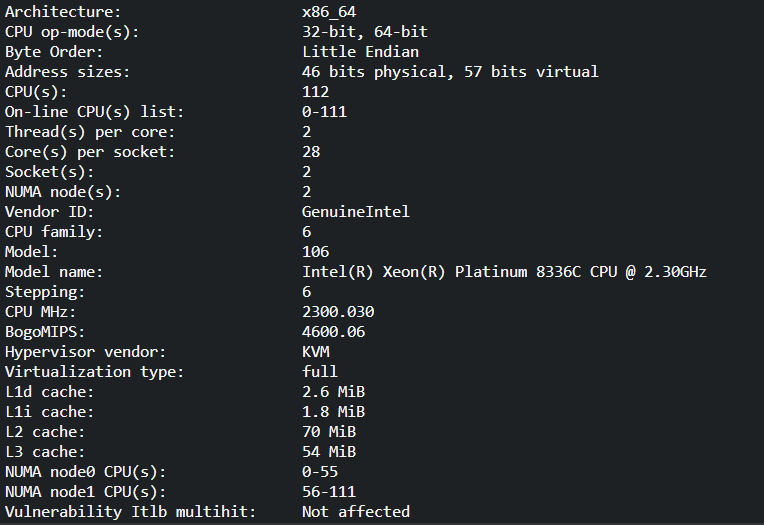 Architecture: x86_64
CPU op-mode(s): 32-bit, 64-bit
Byte Order: Little Endian
Address sizes: 46 bits physical, 57 bits virtual
CPU(s): 112
On-line CPU(s) list: 0-111
Thread(s) per core: 2
Core(s) per socket: 28
Socket(s): 2
NUMA node(s): 2
Vendor ID: GenuineIntel
CPU family: 6
Model: 106
Model name: Intel(R) Xeon(R) Platinum 8336C CPU @ 2.30GHz
Stepping: 6
CPU MHz: 2300.030
BogoMIPS: 4600.06
Hypervisor vendor: KVM
Virtualization type: full
L1d cache: 2.6 MiB
L1i cache: 1.8 MiB
L2 cache: 70 MiB
L3 cache: 54 MiB
NUMA node0 CPU(s): 0-55
NUMA node1 CPU(s): 56-111
Vulnerability Itlb multihit: Not affected